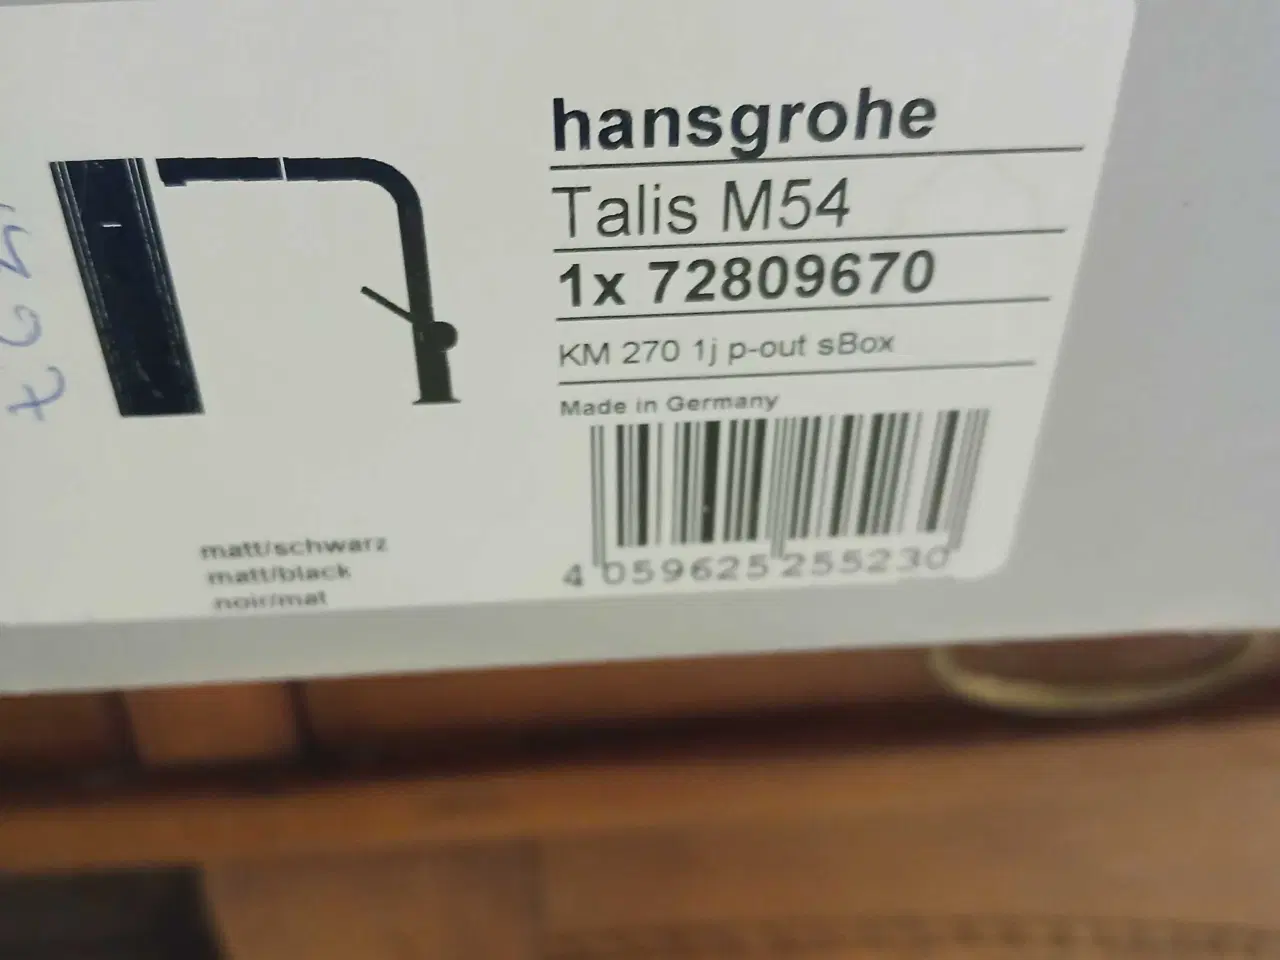 hansgrohe
Talis M54
1x 72809670
KM 270 1j p-out sBox
Made in Germany
4 059625 255230
matt/schwarz
matt/black
noir/mat